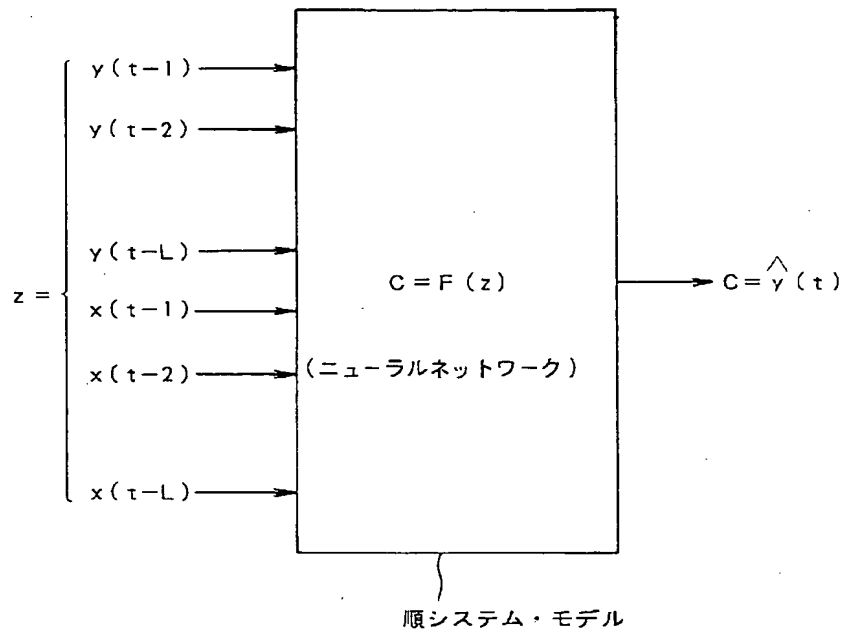 y(t-1)
y(t-2)
y(t-L)
z =
x(t-1)
x(t-2)
x(t-L)
C = F (z)
(ニューラルネットワーク)
C = ŷ (t)
順システム・モデル